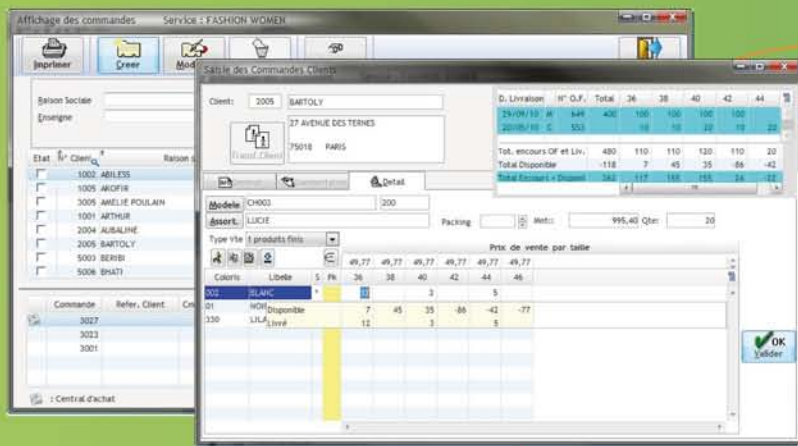 Affichage des commandes Service : FASHION WOMEN
Imprimer Creer
Raison Sociale
Enseigne
Etat N° Client Raison
1002 ABILESS
1005 AKOFIR
3005 AMELIE POULAIN
1001 ARTHUR
2004 AUBALINE
2005 BARTOLY
5003 BERIBI
5006 BHATI
Commande Refer. Client
3027
3023
3001
: Central d'achat
Saisie des Commandes Clients
Client: 2005 BARTOLY
27 AVENUE DES TERNES
75018 PARIS
Transf.Client
D. Livraison N° O.F. Total 36 38 40 42 44
29/09/10 M 649 400 100 100 100 100
20/05/10 C 553 10 10 20 10 20
Tot. encours OF et Liv. 480 110 110 120 110 20
Total Disponible -118 7 45 35 -86 -42
Total Encours + Disponi 362 117 155 155 24 -22
Detail
Modele CH003 200
Assort. LUCIE Packing Mnt: 995,40 Qte: 20
Type Vte 1 produits finis
Prix de vente par taille
49,77 49,77 49,77 49,77 49,77 49,77
Coloris Libelle S Pk 36 38 40 42 44 46
002 BLANC * 12 3 5
01 Disponible 7 45 35 -86 -42 -77
330 Livré 12 3 5
OK
Valider